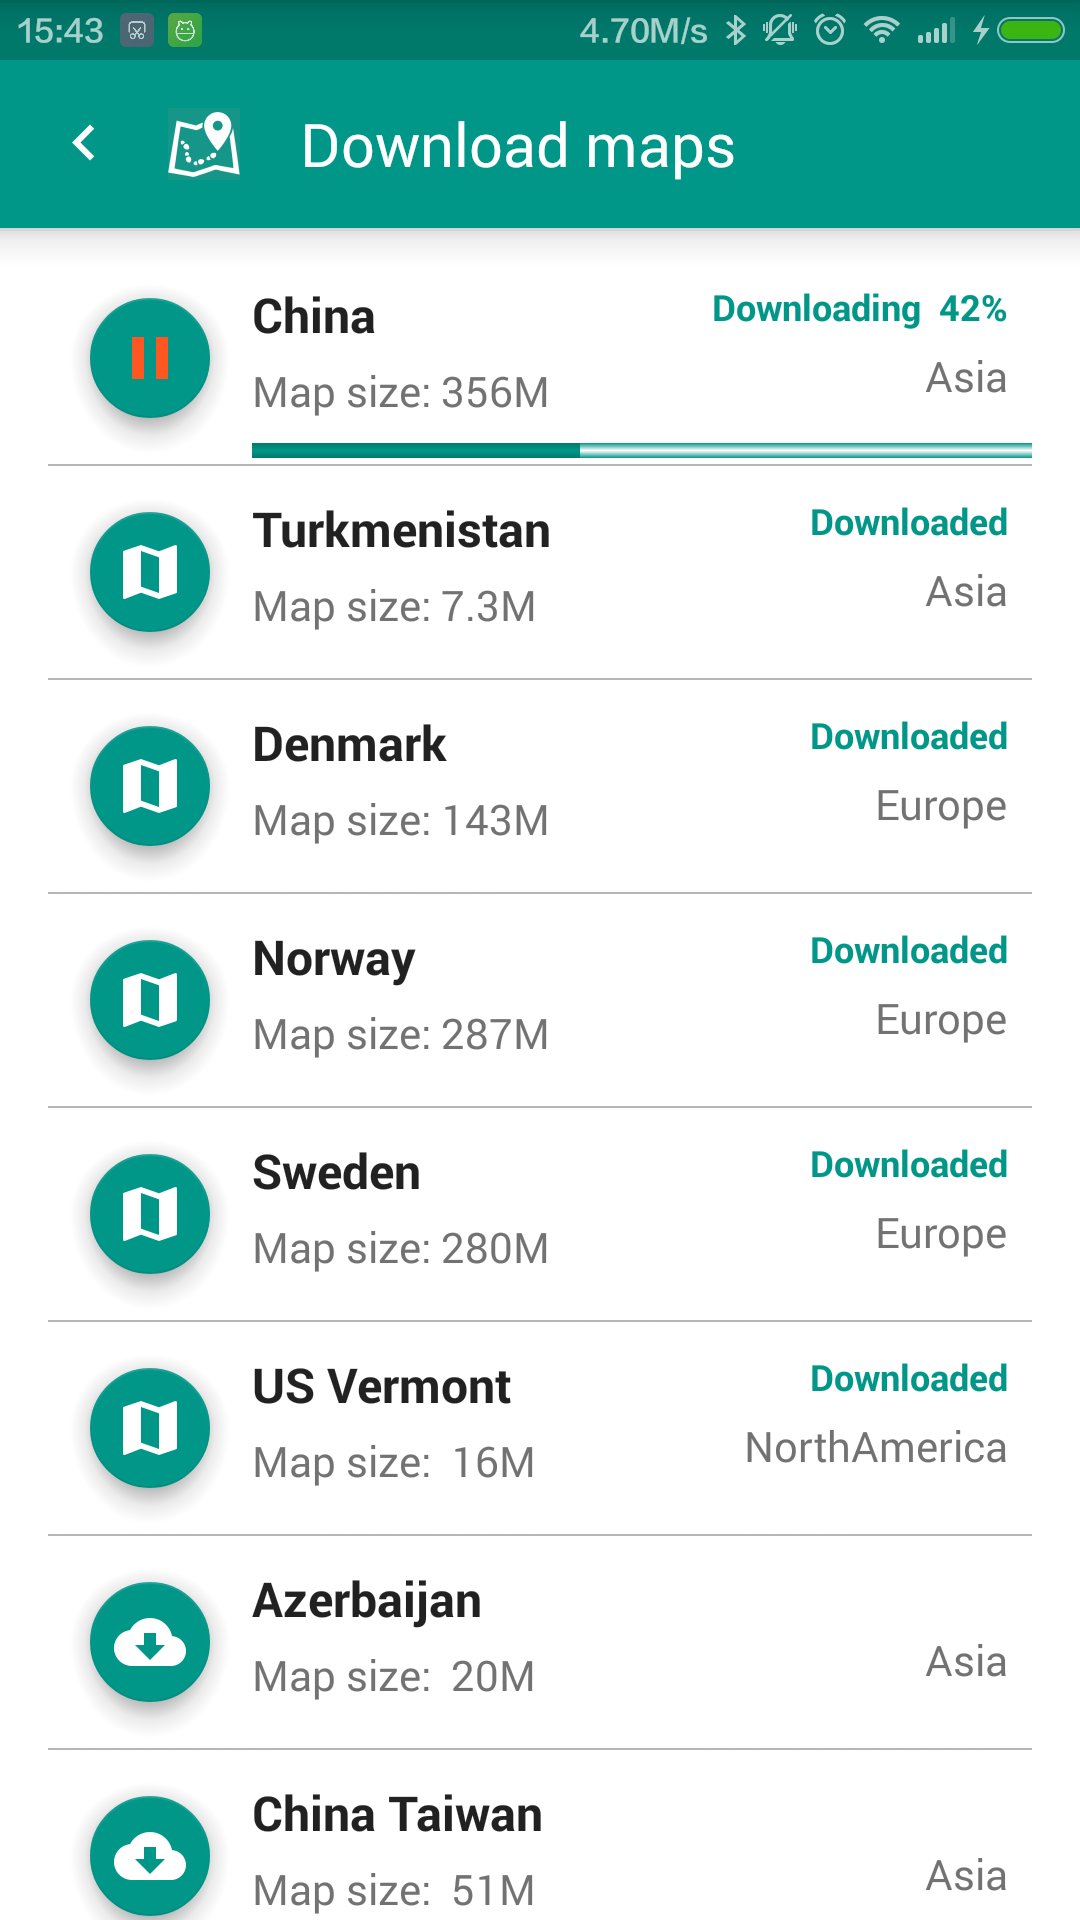 15:43 4.70M/s
Download maps
China Downloading 42%
Map size: 356M Asia
Turkmenistan Downloaded
Map size: 7.3M Asia
Denmark Downloaded
Map size: 143M Europe
Norway Downloaded
Map size: 287M Europe
Sweden Downloaded
Map size: 280M Europe
US Vermont Downloaded
Map size: 16M NorthAmerica
Azerbaijan
Map size: 20M Asia
China Taiwan
Map size: 51M Asia